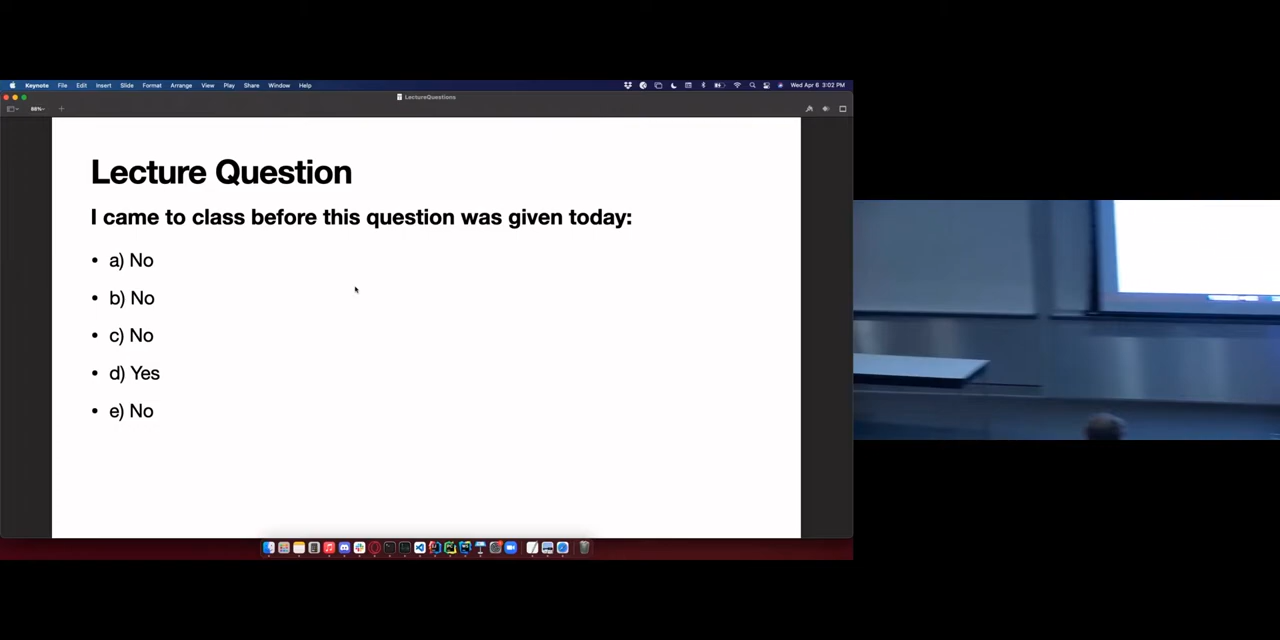 Keynote File Edit Insert Slide Format Arrange View Play Share Window Help Wed Apr 6 3:02 PM
LectureQuestions
Lecture Question
I came to class before this question was given today:
• a) No
• b) No
• c) No
• d) Yes
• e) No